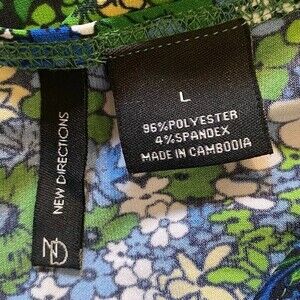 NEW DIRECTIONS
ND
L
96%POLYESTER
4%SPANDEX
MADE IN CAMBODIA